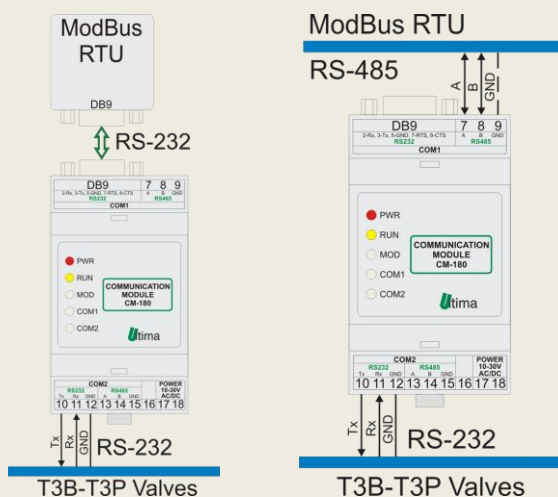 ModBus
RTU
DB9
RS-232
DB9 7 8 9
2-Rx, 3-Tx, 5-GND, 7-RTS, 8-CTS A B GND
RS232 RS485
COM1
PWR
RUN
MOD
COM1
COM2
COMMUNICATION
MODULE
CM-180
Ultima
COM2 POWER
RS232 RS485 10-30V
Tx Rx GND A B GND AC/DC
10 11 12 13 14 15 16 17 18
Tx
Rx
GND
RS-232
T3B-T3P Valves
ModBus RTU
RS-485
A
B
GND
DB9 7 8 9
2-Rx, 3-Tx, 5-GND, 7-RTS, 8-CTS A B GND
RS232 RS485
COM1
PWR
RUN
MOD
COM1
COM2
COMMUNICATION
MODULE
CM-180
Ultima
COM2 POWER
RS232 RS485 10-30V
Tx Rx GND A B GND AC/DC
10 11 12 13 14 15 16 17 18
Tx
Rx
GND
RS-232
T3B-T3P Valves